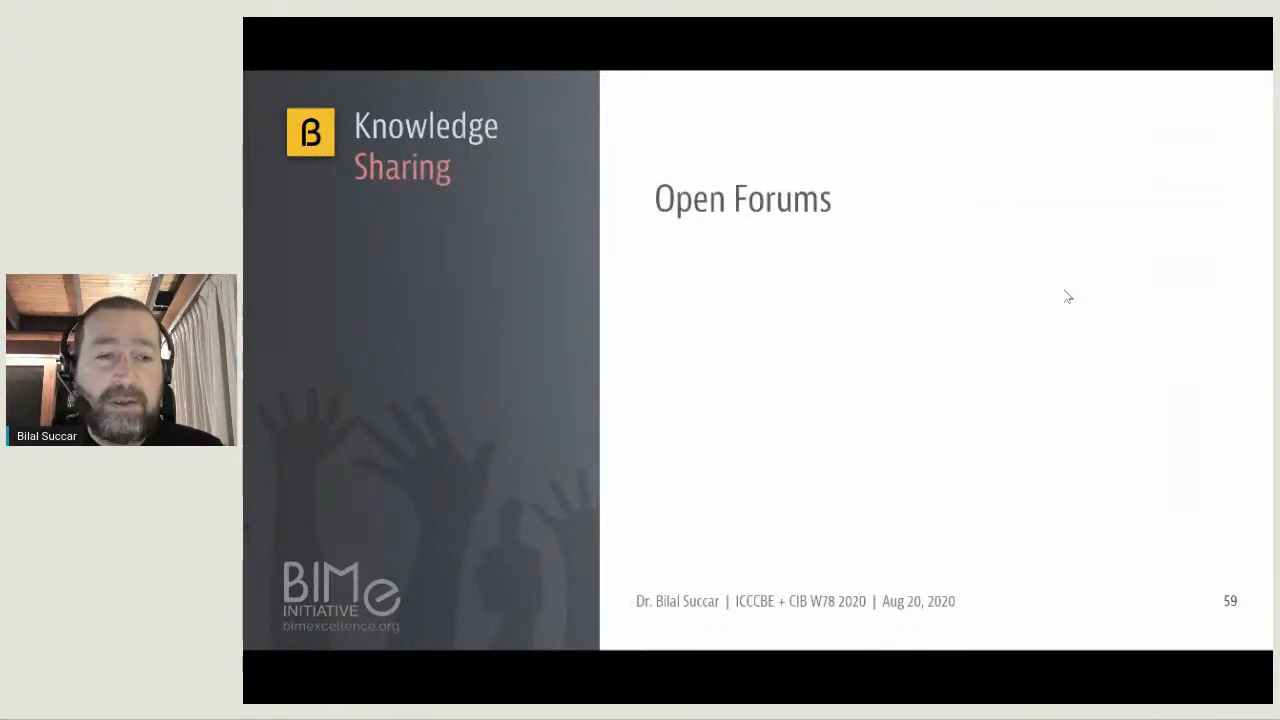 ß
Knowledge
Sharing
Open Forums
Bilal Succar
BIMe
INITIATIVE
bimexcellence.org
Dr. Bilal Succar | ICCCBE + CIB W78 2020 | Aug 20, 2020
59